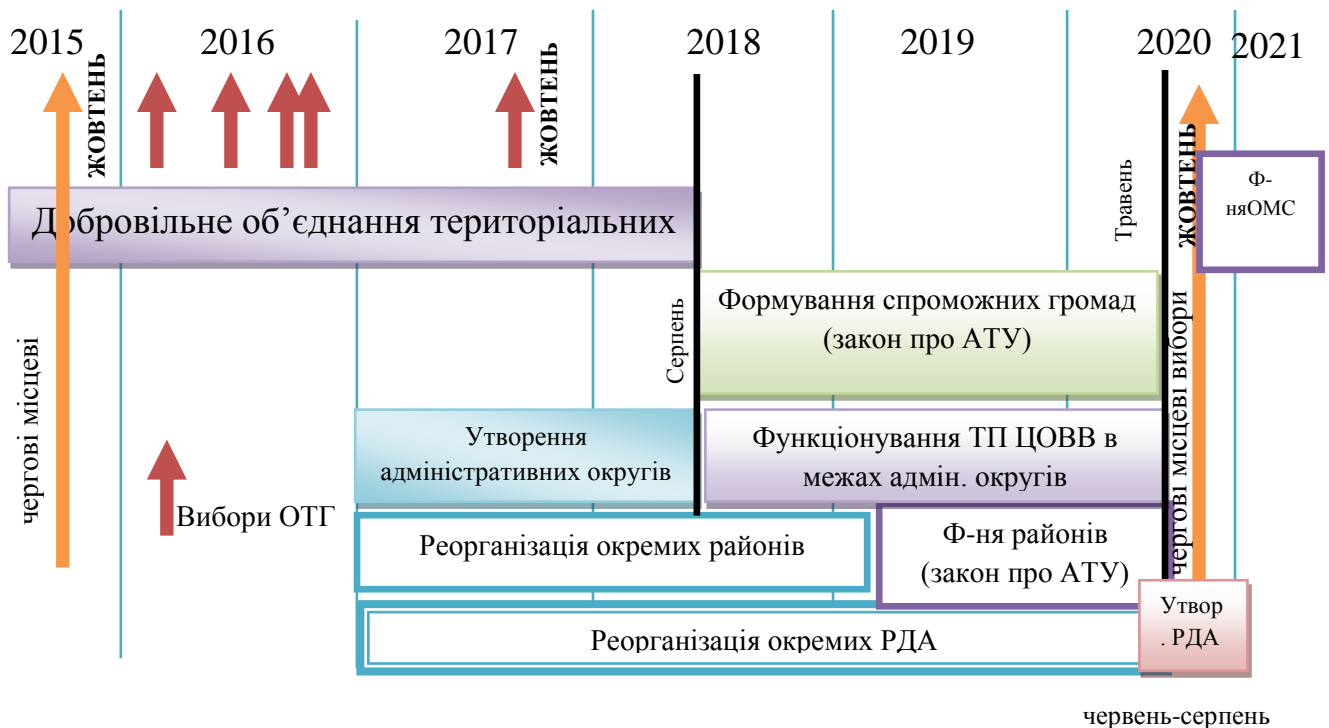 2015
2016
2017
2018
2019
2020
2021
ЖОВТЕНЬ
ЖОВТЕНЬ
Травень
ЖОВТЕНЬ
Ф-
няОМС
Добровільне об’єднання територіальних
Серпень
Формування спроможних громад
(закон про АТУ)
чергові місцеві
чергові місцеві вибори
Утворення
адміністративних округів
Функціонування ТП ЦОВВ в
межах адмін. округів
Вибори ОТГ
Реорганізація окремих районів
Ф-ня районів
(закон про АТУ)
Реорганізація окремих РДА
Утвор
. РДА
червень-серпень